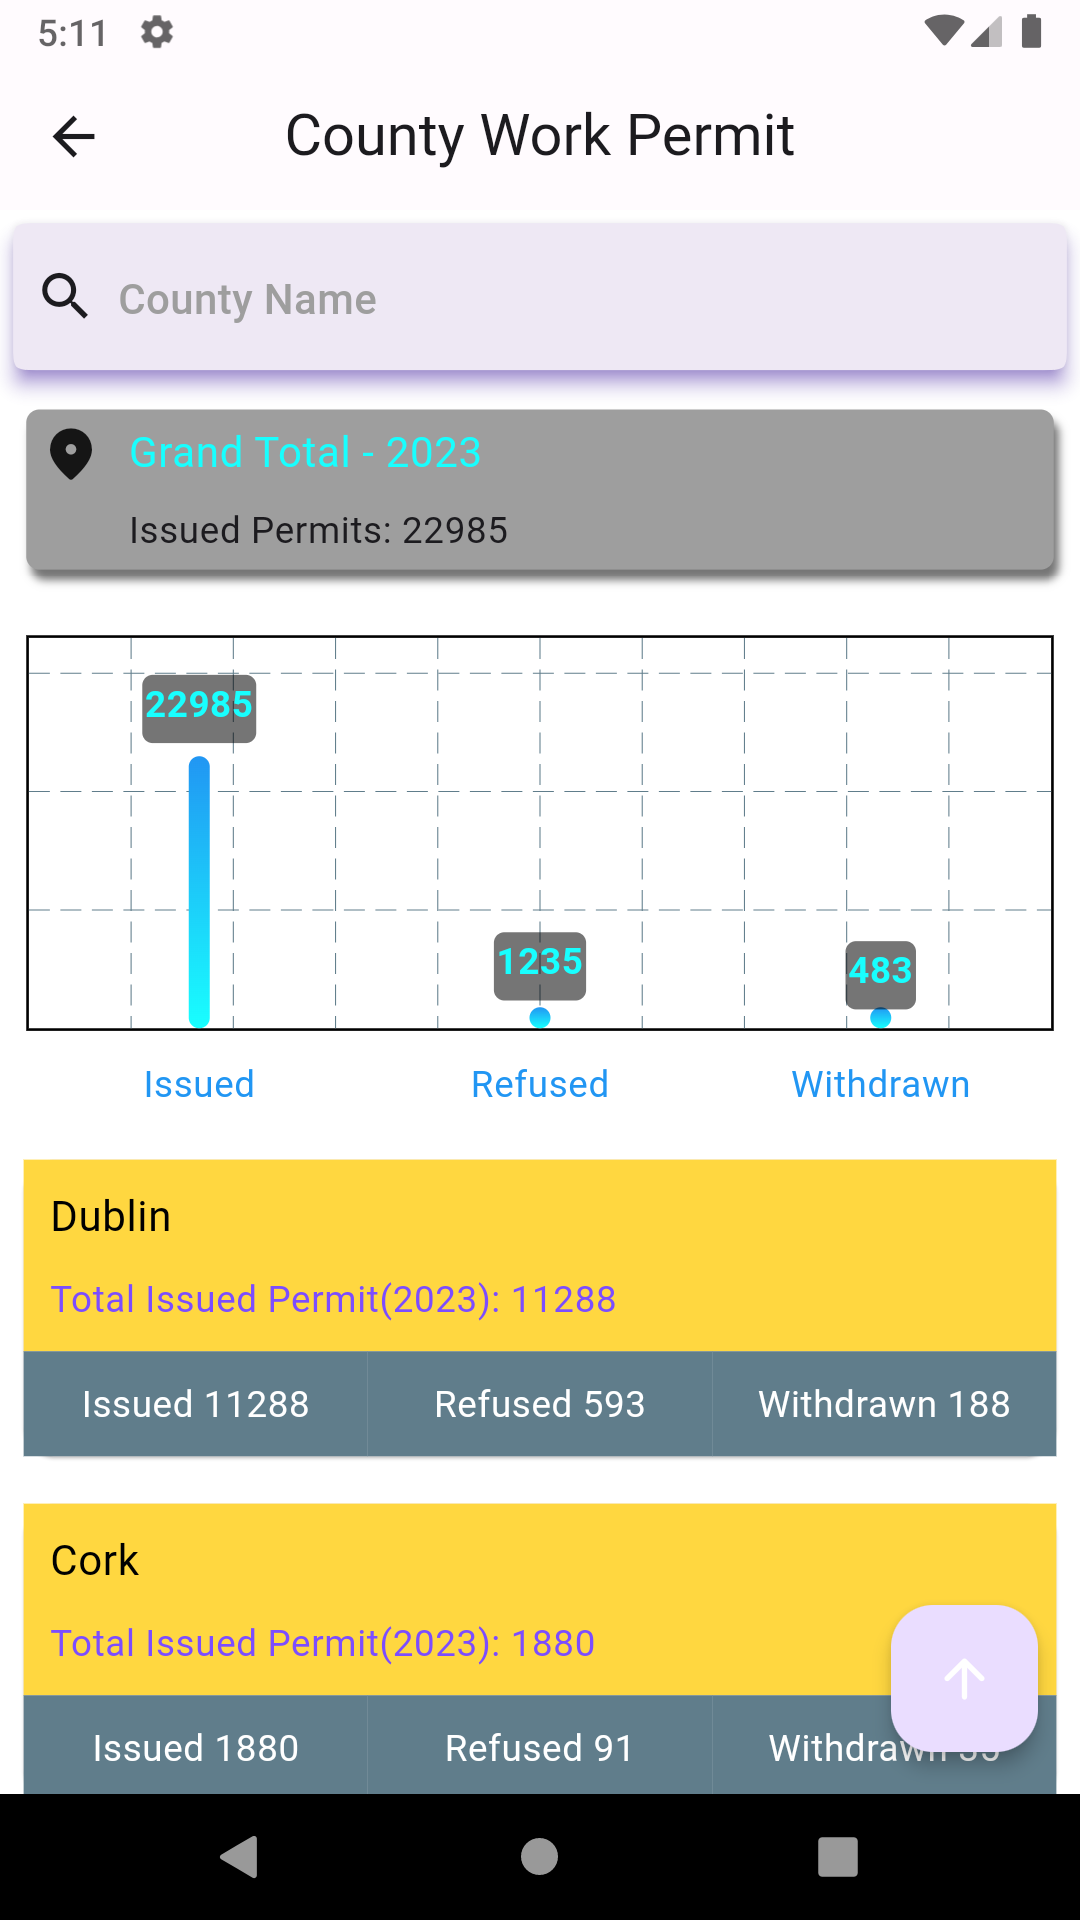 5:11
County Work Permit
County Name
Grand Total - 2023
Issued Permits: 22985
22985
1235
483
Issued Refused Withdrawn
Dublin
Total Issued Permit(2023): 11288
Issued 11288 Refused 593 Withdrawn 188
Cork
Total Issued Permit(2023): 1880
Issued 1880 Refused 91 Withdrawn